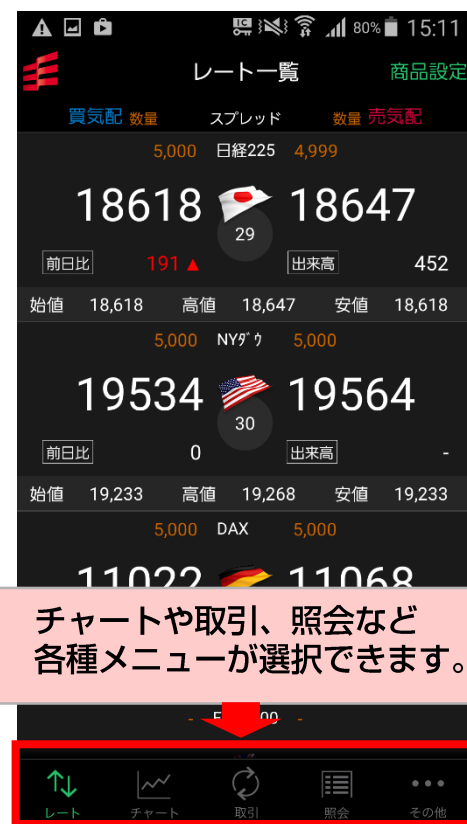 80% 15:11
レート一覧 商品設定
買気配 数量 スプレッド 数量 売気配
5,000 日経225 4,999
18618 18647
29
前日比 191 ▲ 出来高 452
始値 18,618 高値 18,647 安値 18,618
5,000 NYダウ 5,000
19534 19564
30
前日比 0 出来高 -
始値 19,233 高値 19,268 安値 19,233
5,000 DAX 5,000
11022 11068
チャートや取引、照会など
各種メニューが選択できます。
レート チャート 取引 照会 その他